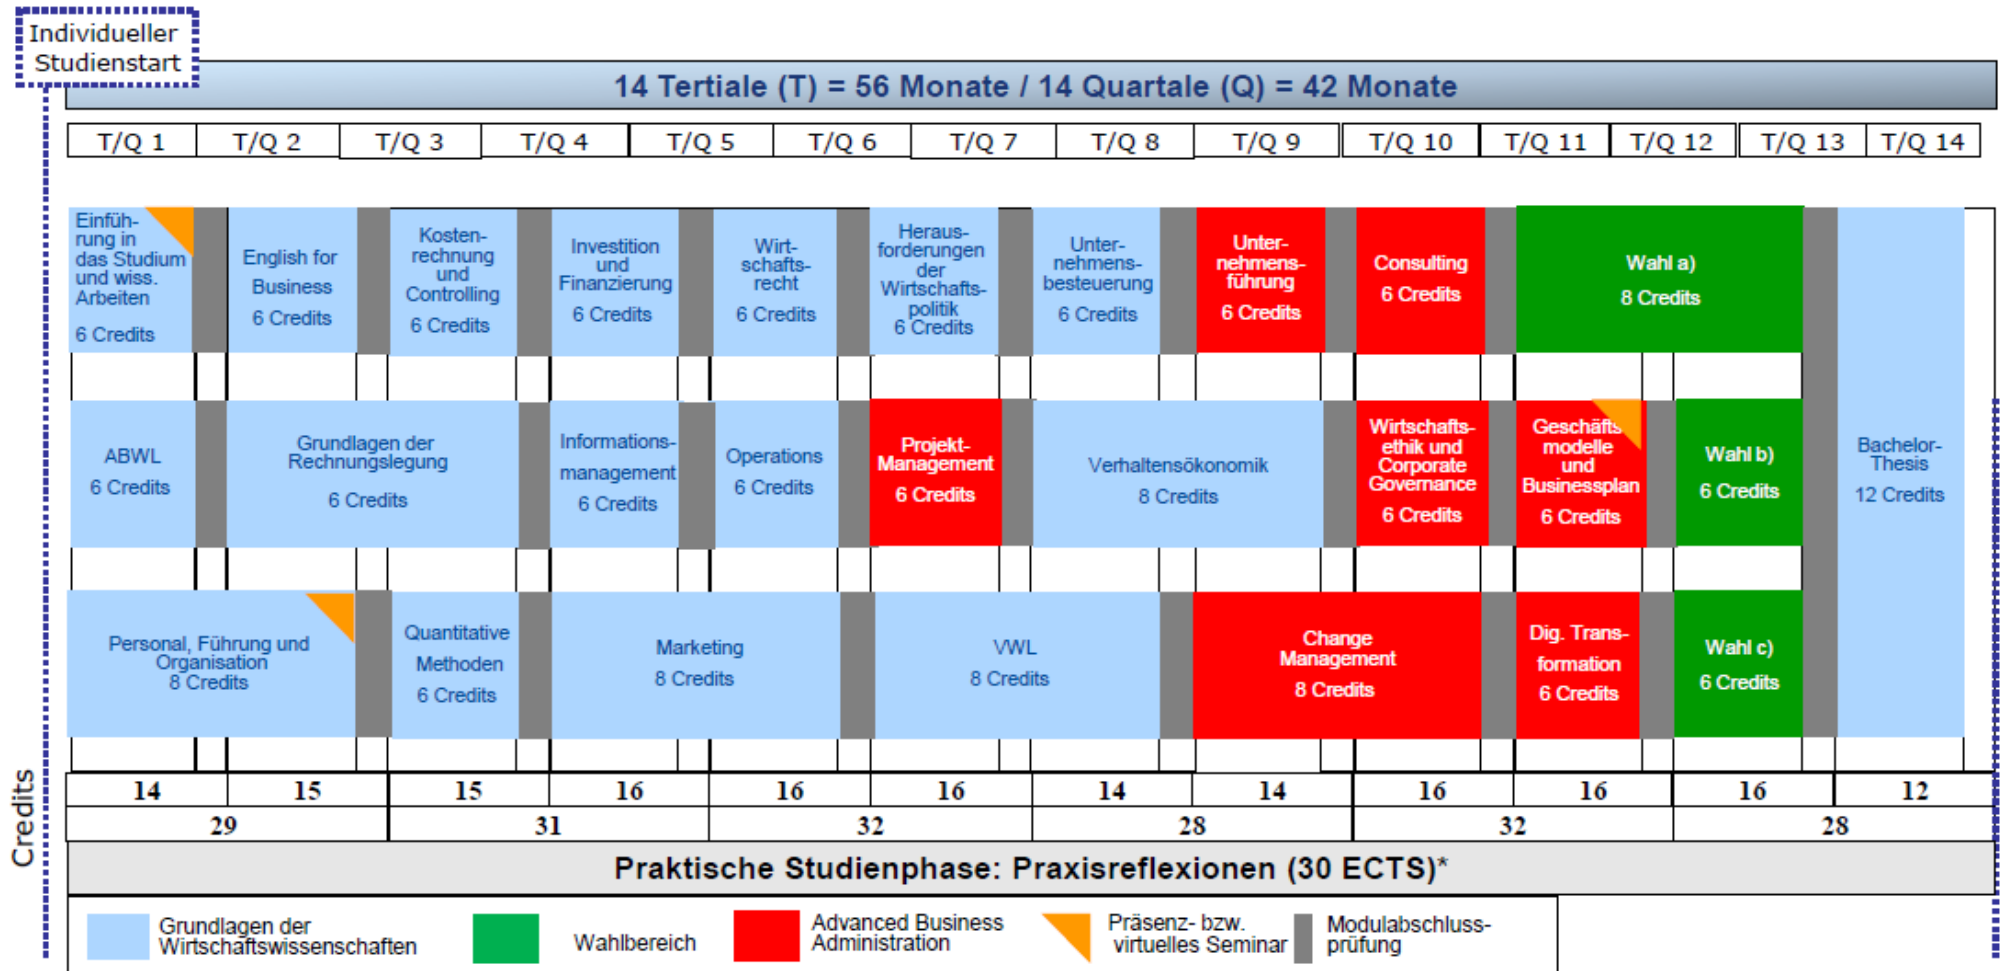 Individueller
Studienstart
14 Tertiale (T) = 56 Monate / 14 Quartale (Q) = 42 Monate
T/Q 1
T/Q 2
T/Q 3
T/Q 4
T/Q 5
T/Q 6
T/Q 7
T/Q 8
T/Q 9
T/Q 10
T/Q 11
T/Q 12
T/Q 13
T/Q 14
Einfüh-
rung in
das Studium
und wiss.
Arbeiten
6 Credits
English for
Business
6 Credits
Kosten-
rechnung
und
Controlling
6 Credits
Investition
und
Finanzierung
6 Credits
Wirt-
schafts-
recht
6 Credits
Heraus-
forderungen
der
Wirtschafts-
politik
6 Credits
Unter-
nehmens-
besteuerung
6 Credits
Unter-
nehmens-
führung
6 Credits
Consulting
6 Credits
Wahl a)
8 Credits
ABWL
6 Credits
Grundlagen der
Rechnungslegung
6 Credits
Informations-
management
6 Credits
Operations
6 Credits
Projekt-
Management
6 Credits
Verhaltensökonomik
8 Credits
Wirtschafts-
ethik und
Corporate
Governance
6 Credits
Geschäfts
modelle
und
Businessplan
6 Credits
Wahl b)
6 Credits
Bachelor-
Thesis
12 Credits
Personal, Führung und
Organisation
8 Credits
Quantitative
Methoden
6 Credits
Marketing
8 Credits
VWL
8 Credits
Change
Management
8 Credits
Dig. Trans-
formation
6 Credits
Wahl c)
6 Credits
Credits
14
15
15
16
16
16
14
14
16
16
16
12
29
31
32
28
32
28
Praktische Studienphase: Praxisreflexionen (30 ECTS)*
Grundlagen der
Wirtschaftswissenschaften
Wahlbereich
Advanced Business
Administration
Präsenz- bzw.
virtuelles Seminar
Modulabschluss-
prüfung